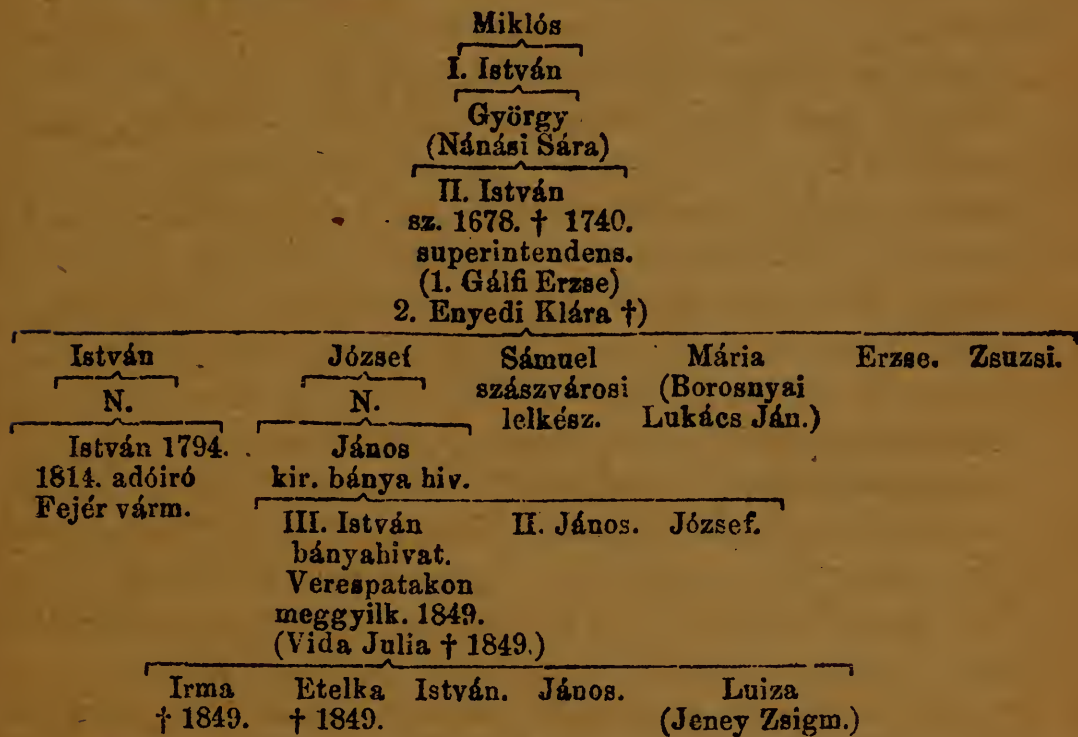 Miklós
I. István
György
(Nánási Sára)
II. István
sz. 1678. † 1740.
superintendens.
(1. Gálfi Erzse)
2. Enyedi Klára †)
István József Sámuel Mária Erzse. Zsuzsi.
szászvárosi (Borosnyai
N. N. lelkész. Lukács Ján.)
István 1794. János
1814. adóiró kir. bánya hiv.
Fejér várm.
III. István II. János. József.
bányahivat.
Verespatakon
meggyilk. 1849.
(Vida Julia † 1849.)
Irma Etelka István. János. Luiza
† 1849. † 1849. (Jeney Zsigm.)